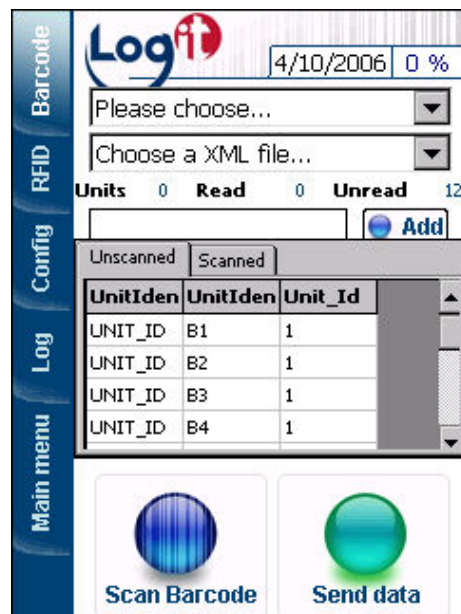 Barcode
RFID
Config
Log
Main menu
Logit
4/10/2006 0 %
Please choose...
Choose a XML file...
Units 0 Read 0 Unread 12
Add
Unscanned Scanned
UnitIden UnitIden Unit_Id
UNIT_ID B1 1
UNIT_ID B2 1
UNIT_ID B3 1
UNIT_ID B4 1
Scan Barcode Send data